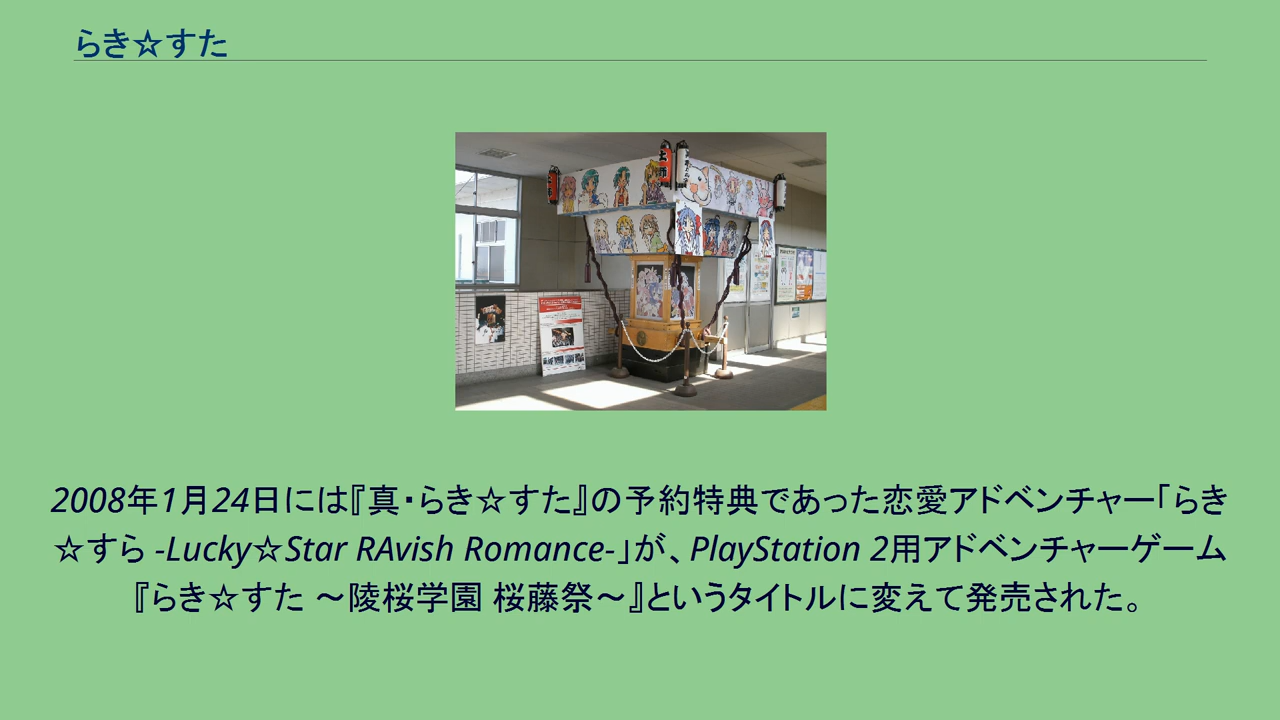 らき☆すた
2008年1月24日には『真・らき☆すた』の予約特典であった恋愛アドベンチャー「らき
☆すら -Lucky☆Star RAvish Romance-」が、PlayStation 2用アドベンチャーゲーム
『らき☆すた 〜陵桜学園 桜藤祭〜』というタイトルに変えて発売された。